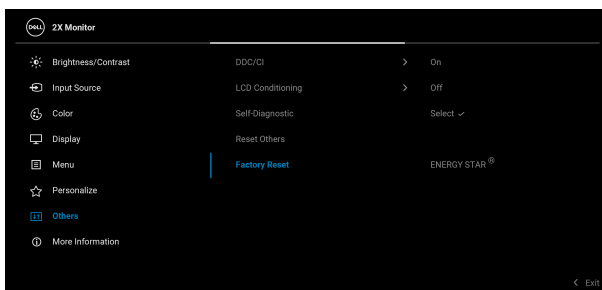 DELL 2X Monitor
Brightness/Contrast DDC/CI > On
Input Source LCD Conditioning > Off
Color Self-Diagnostic Select ✓
Display Reset Others
Menu Factory Reset ENERGY STAR®
Personalize
Others
More Information
< Exit